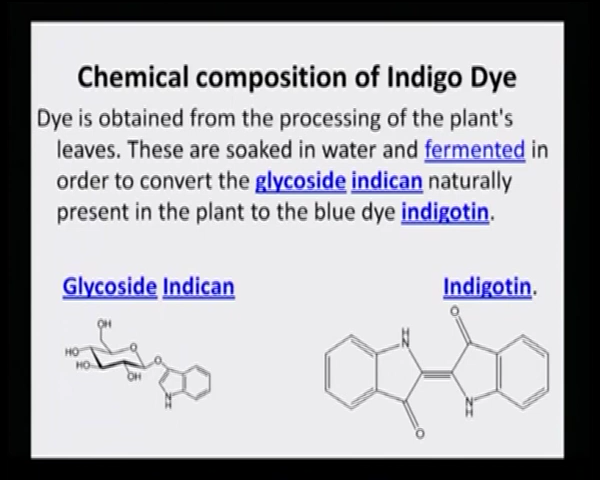 Chemical composition of Indigo Dye
Dye is obtained from the processing of the plant's
leaves. These are soaked in water and fermented in
order to convert the glycoside indican naturally
present in the plant to the blue dye indigotin.
Glycoside Indican
Indigotin.
OH
HO
HO
O
O
OH
N
H
H
N
O
N
H
O